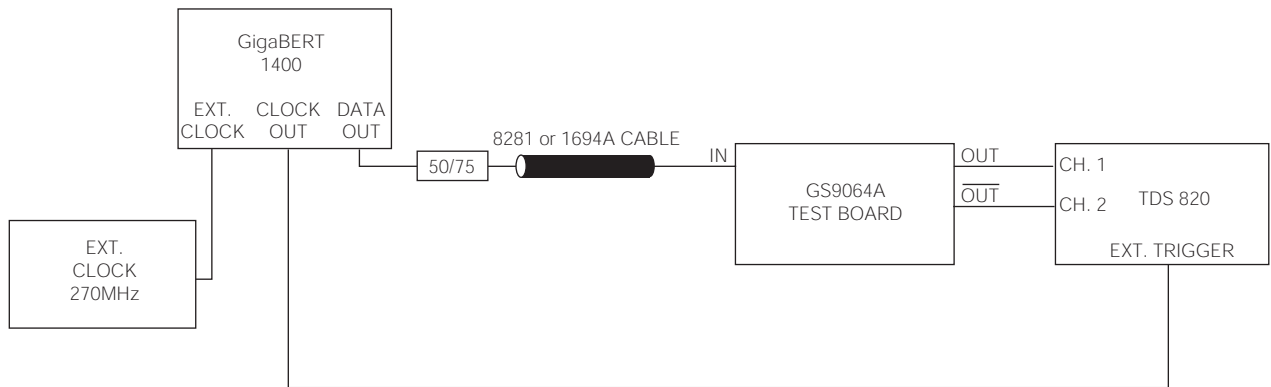 GigaBERT
1400
EXT. CLOCK DATA
CLOCK OUT OUT
8281 or 1694A CABLE
50/75
IN
GS9064A
TEST BOARD
OUT
OUT
CH. 1
CH. 2
TDS 820
EXT. TRIGGER
EXT.
CLOCK
270MHz